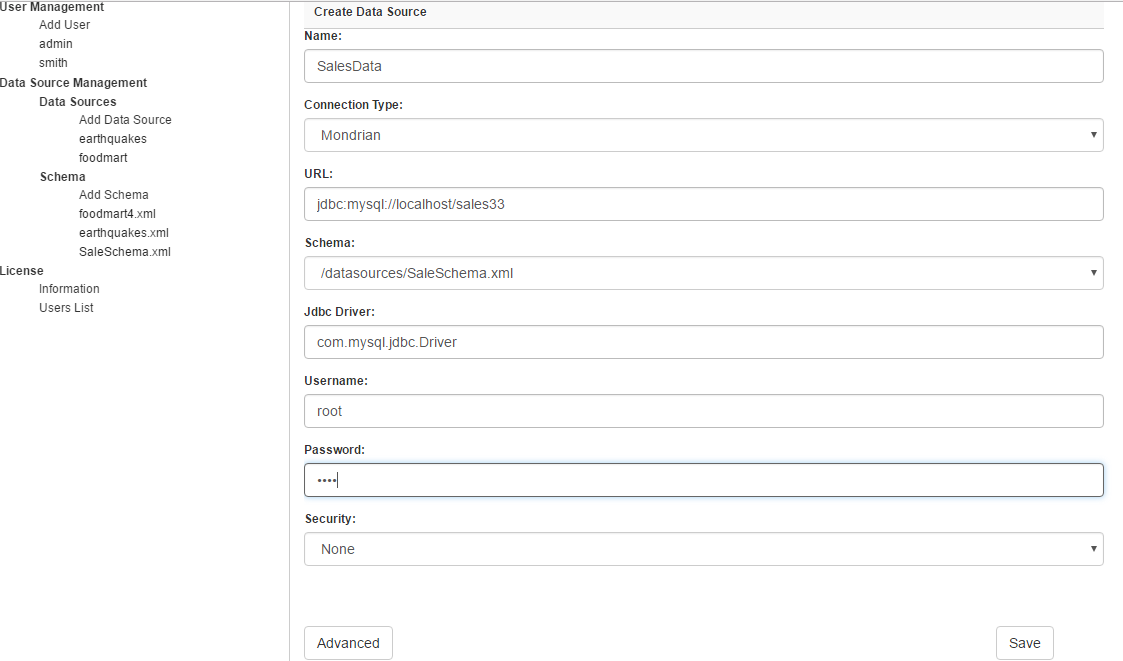 User Management
Add User
admin
smith
Data Source Management
Data Sources
Add Data Source
earthquakes
foodmart
Schema
Add Schema
foodmart4.xml
earthquakes.xml
SaleSchema.xml
License
Information
Users List
Create Data Source
Name:
SalesData
Connection Type:
Mondrian
URL:
jdbc:mysql://localhost/sales33
Schema:
/datasources/SaleSchema.xml
Jdbc Driver:
com.mysql.jdbc.Driver
Username:
root
Password:
••••
Security:
None
Advanced
Save